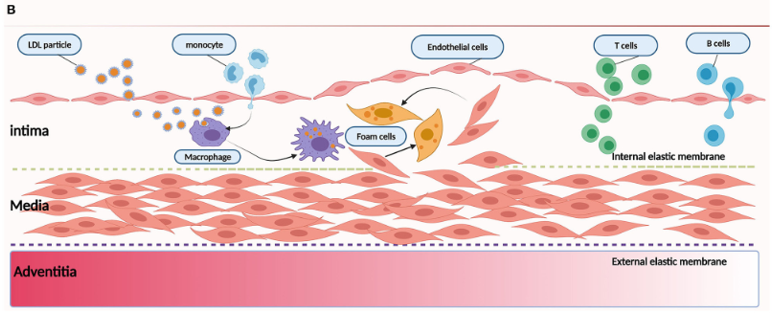 B
LDL particle
monocyte
Endothelial cells
T cells
B cells
intima
Foam cells
Macrophage
Internal elastic membrane
Media
External elastic membrane
Adventitia